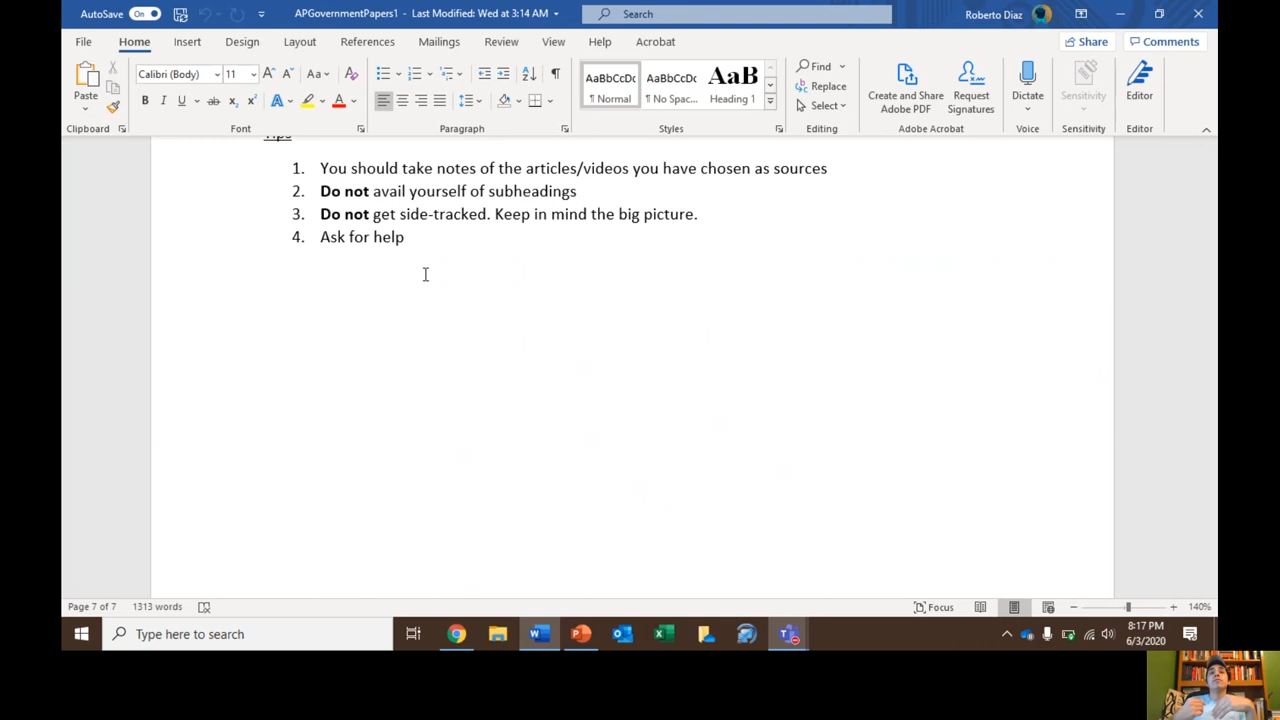 AutoSave On APGovernmentPapers1 - Last Modified: Wed at 3:14 AM Search Roberto Diaz
File Home Insert Design Layout References Mailings Review View Help Acrobat Share Comments
Paste Calibri (Body) 11 Aa AaBbCcDc AaBbCcDc AaB Find Create and Share Request Dictate Sensitivity Editor
B I U ab x₂ x² A A ¶ Normal ¶ No Spac... Heading 1 Replace Adobe PDF Signatures
Select
Clipboard Font Paragraph Styles Editing Adobe Acrobat Voice Sensitivity Editor
Tips
1. You should take notes of the articles/videos you have chosen as sources
2. Do not avail yourself of subheadings
3. Do not get side-tracked. Keep in mind the big picture.
4. Ask for help
Page 7 of 7 1313 words Focus 140%
Type here to search 8:17 PM
6/3/2020